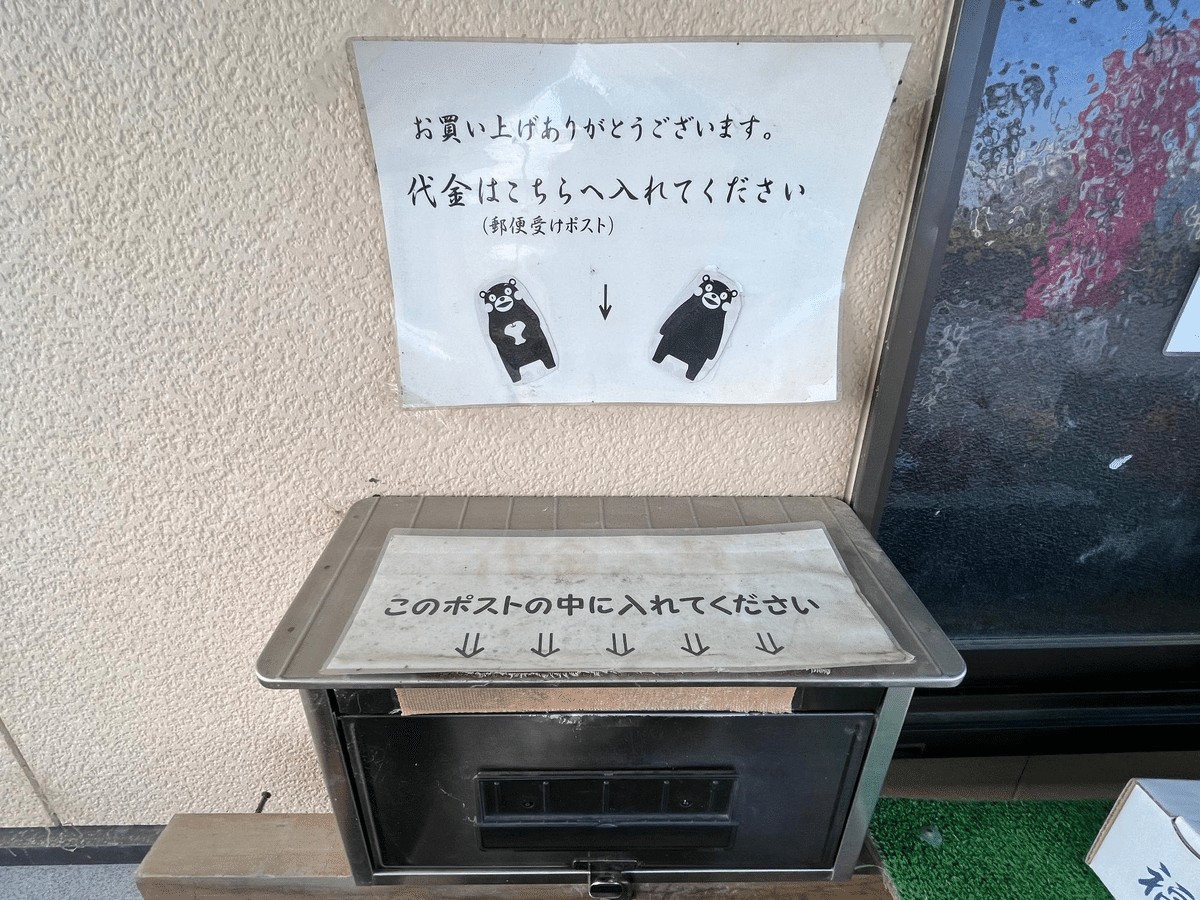 お買い上げありがとうございます。
代金はこちらへ入れてください
(郵便受けポスト)
↓
このポストの中に入れてください
⇓ ⇓ ⇓ ⇓ ⇓